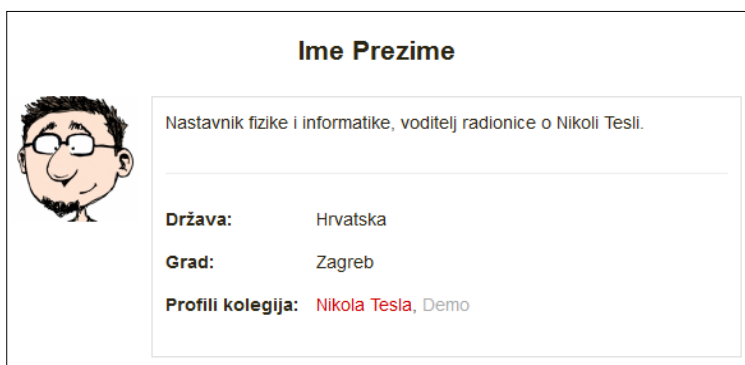 Ime Prezime
Nastavnik fizike i informatike, voditelj radionice o Nikoli Tesli.
Država: Hrvatska
Grad: Zagreb
Profili kolegija: Nikola Tesla, Demo